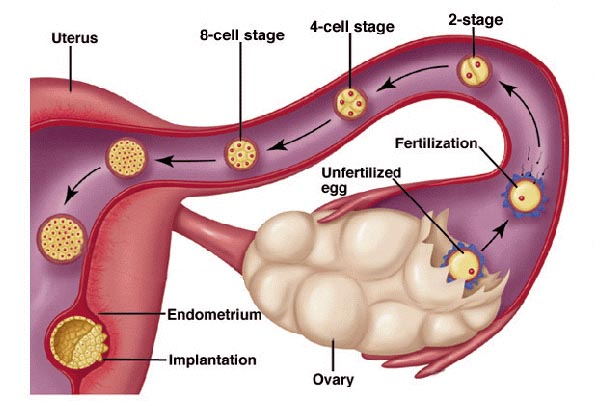 2-stage
4-cell stage
8-cell stage
Uterus
Fertilization
Unfertilized
egg
Endometrium
Implantation
Ovary